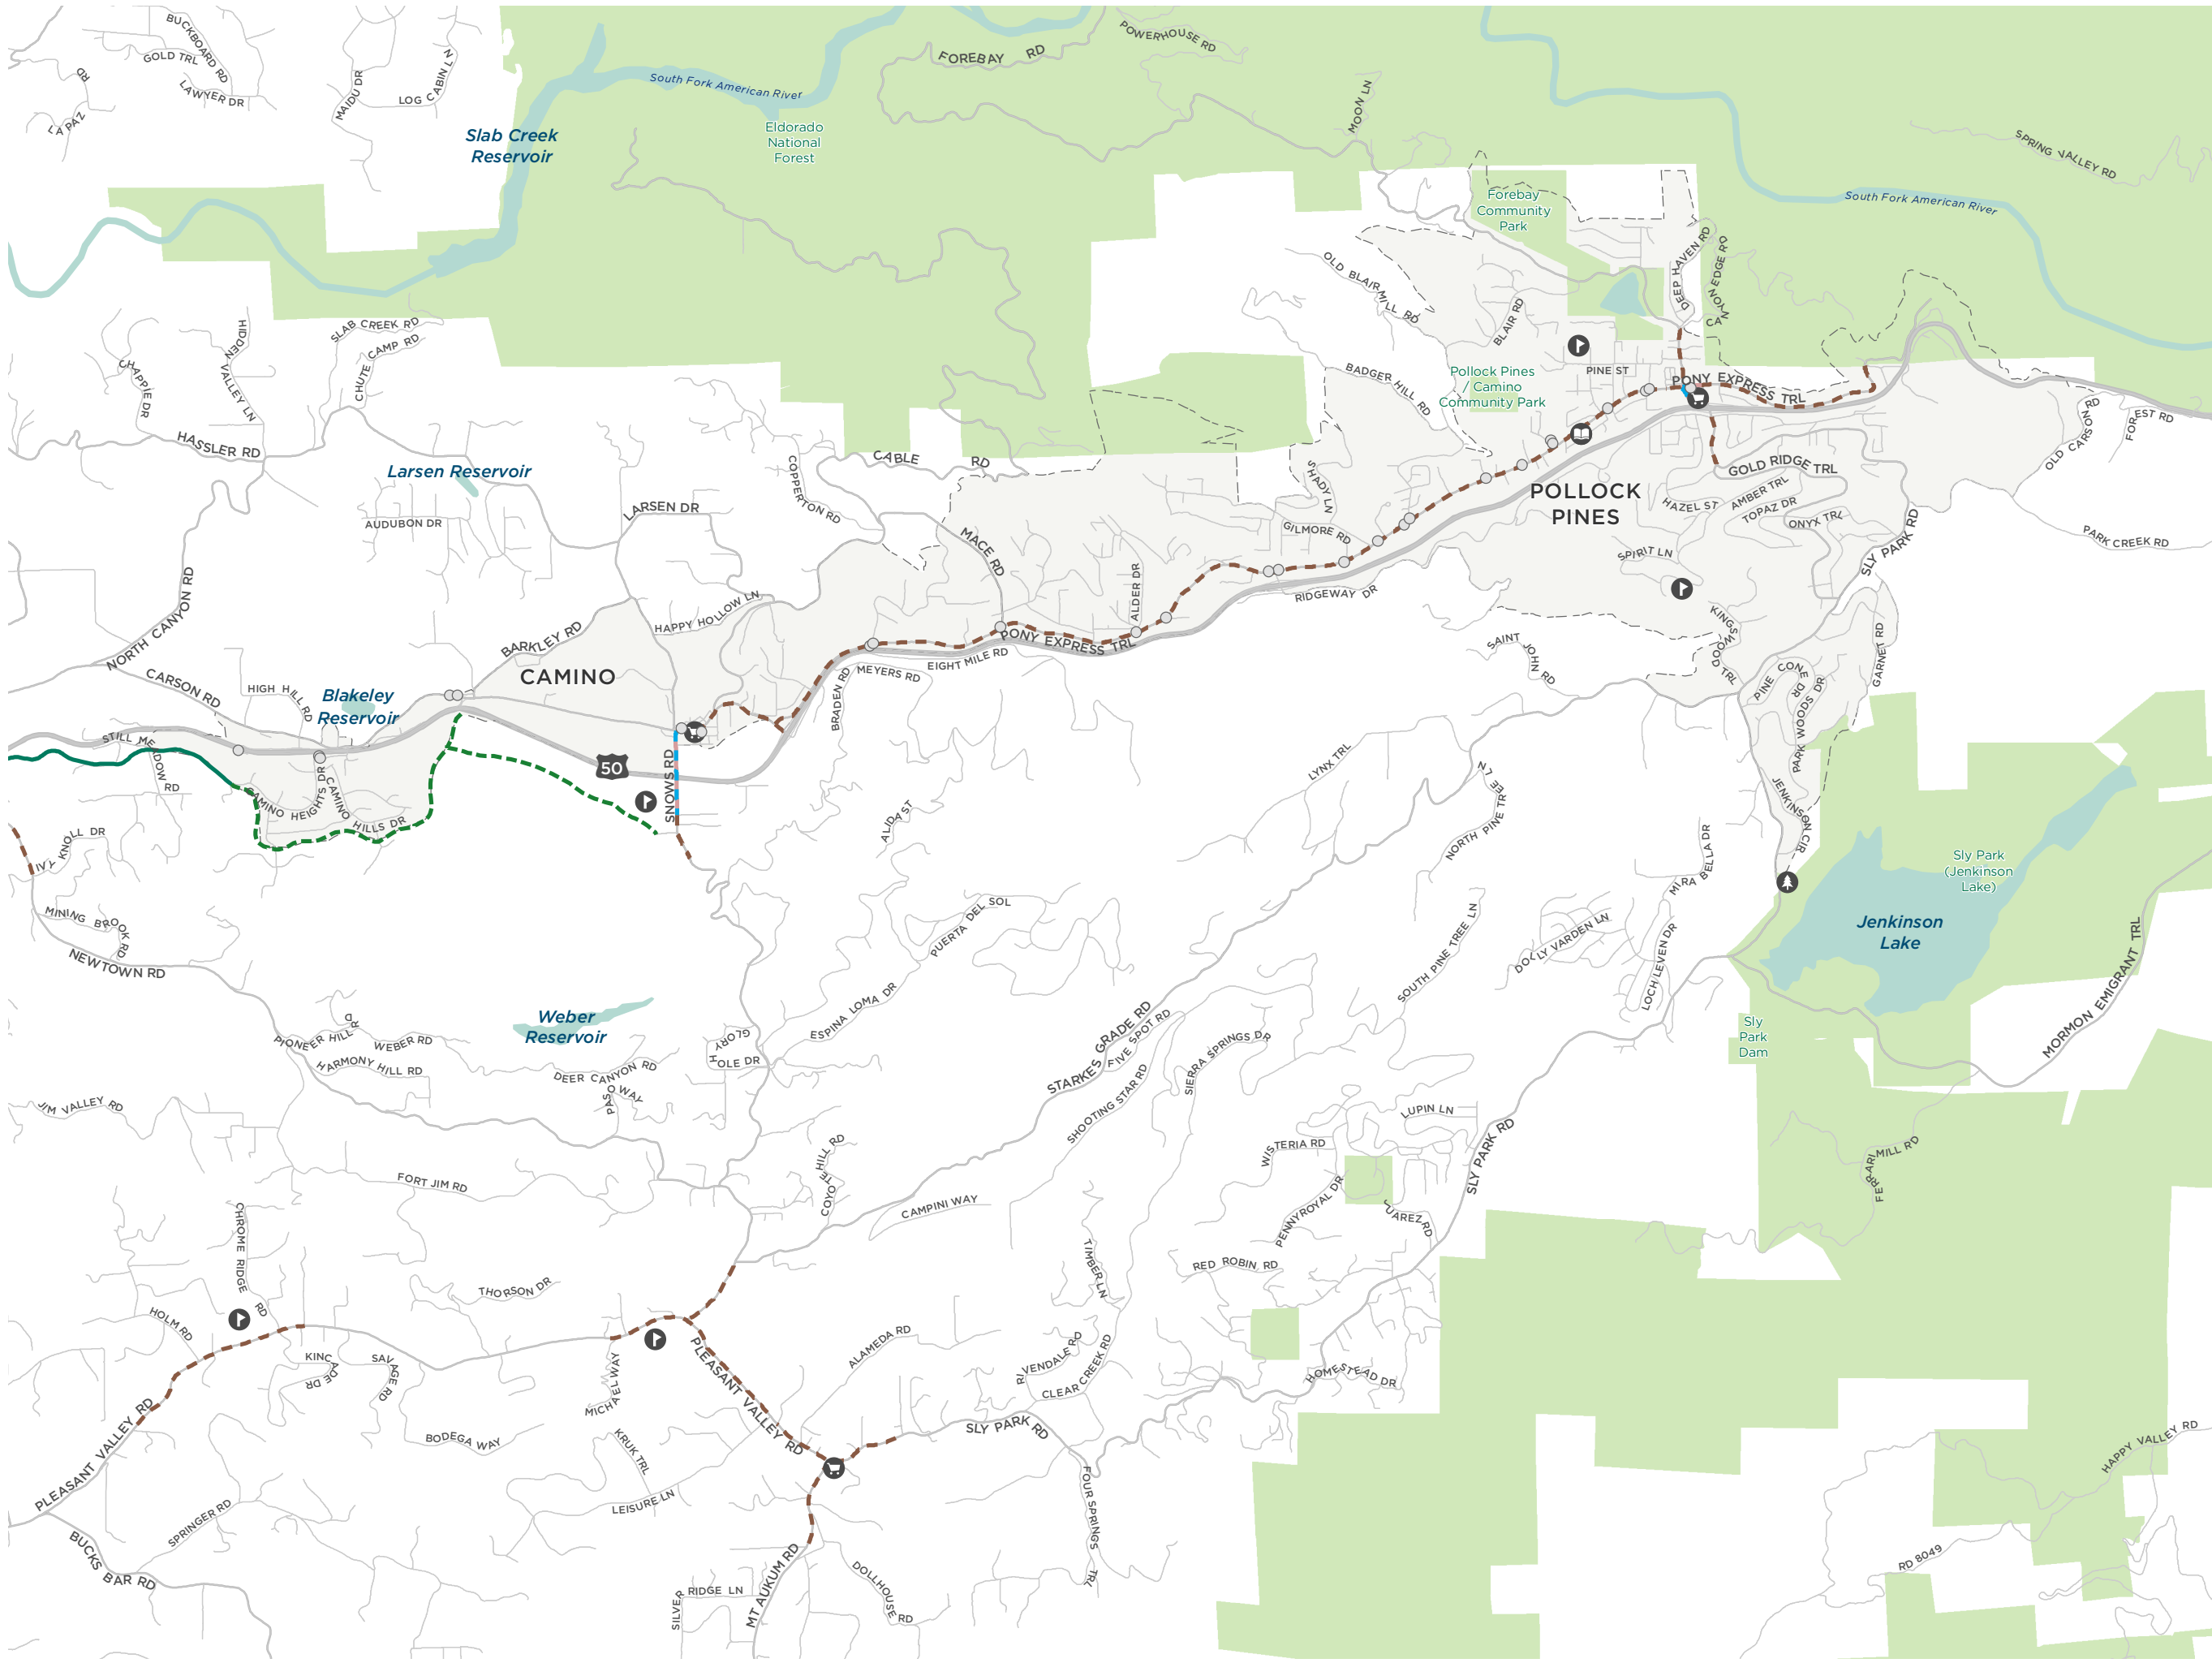 BUCKBOARD RD
GOLD TRL
LAWYER DR
RD
LA PAZ
MAIDU DR
LOG CABIN LN
Slab Creek
Reservoir
South Fork American River
Eldorado
National
Forest
FOREBAY RD
POWERHOUSE RD
MOON LN
SPRING VALLEY RD
South Fork American River
Forebay
Community
Park
DEEP HAVEN RD
CANYON EDGE RD
OLD BLAIR MILL RD
BLAIR RD
BADGER HILL RD
Pollock Pines
/ Camino
Community Park
PINE ST
PONY EXPRESS TRL
OLD CARSON RD
FOREST RD
HIDDEN VALLEY LN
CHAPPIE DR
SLAB CREEK RD
CHUTE CAMP RD
HASSLER RD
Larsen Reservoir
AUDUBON DR
LARSEN DR
COPPERTON RD
CABLE RD
MACE RD
SHADY LN
GILMORE RD
POLLOCK
PINES
GOLD RIDGE TRL
HAZEL ST
AMBER TRL
TOPAZ DR
ONYX TRL
SPIRIT LN
SLY PARK RD
PARK CREEK RD
NORTH CANYON RD
CARSON RD
HIGH HILL RD
Blakeley
Reservoir
BARKLEY RD
CAMINO
HAPPY HOLLOW LN
ALDER DR
PONY EXPRESS TRL
RIDGEWAY DR
EIGHT MILE RD
MEYERS RD
BRADEN RD
SAINT JOHN RD
KINGSWOOD TRL
PINE CONE DR
PARK WOODS DR
GARNET RD
STILL MEADOW RD
CAMINO HEIGHTS DR
CAMINO HILLS DR
50
SNOWS RD
ALIDA ST
LYNX TRL
NORTH PINE TREE LN
JENKINSON CIR
MIRA BELLA DR
Sly Park
(Jenkinson
Lake)
Jenkinson
Lake
IVY KNOLL DR
MINING BROOK RD
NEWTOWN RD
PUERTA DEL SOL
ESPINA LOMA DR
SOUTH PINE TREE LN
DOLLY VARDEN LN
LOCH LEVEN DR
MORMON EMIGRANT TRL
Sly
Park
Dam
Weber
Reservoir
PIONEER HILL RD
WEBER RD
HARMONY HILL RD
DEER CANYON RD
PASO WAY
GLORY HOLE DR
STARKES GRADE RD
FIVE SPOT RD
SHOOTING STAR RD
SIERRA SPRINGS DR
JIM VALLEY RD
LUPIN LN
WISTERIA RD
SLY PARK RD
FERRARI MILL RD
FORT JIM RD
COYOTE HILL RD
CAMPINI WAY
PENNYROYAL DR
JUAREZ RD
CHROME RIDGE RD
THORSON DR
TIMBER LN
RED ROBIN RD
HOLM RD
KINCADE DR
SAVAGE RD
MICHAEL WAY
PLEASANT VALLEY RD
ALAMEDA RD
RIVENDALE RD
CLEAR CREEK RD
HOMESTEAD DR
PLEASANT VALLEY RD
BODEGA WAY
KRUK TRL
LEISURE LN
SLY PARK RD
FOUR SPRINGS TRL
HAPPY VALLEY RD
SPRINGER RD
BUCKS BAR RD
RD 8049
SILVER RIDGE LN
MT AUKUM RD
DOLLHOUSE RD